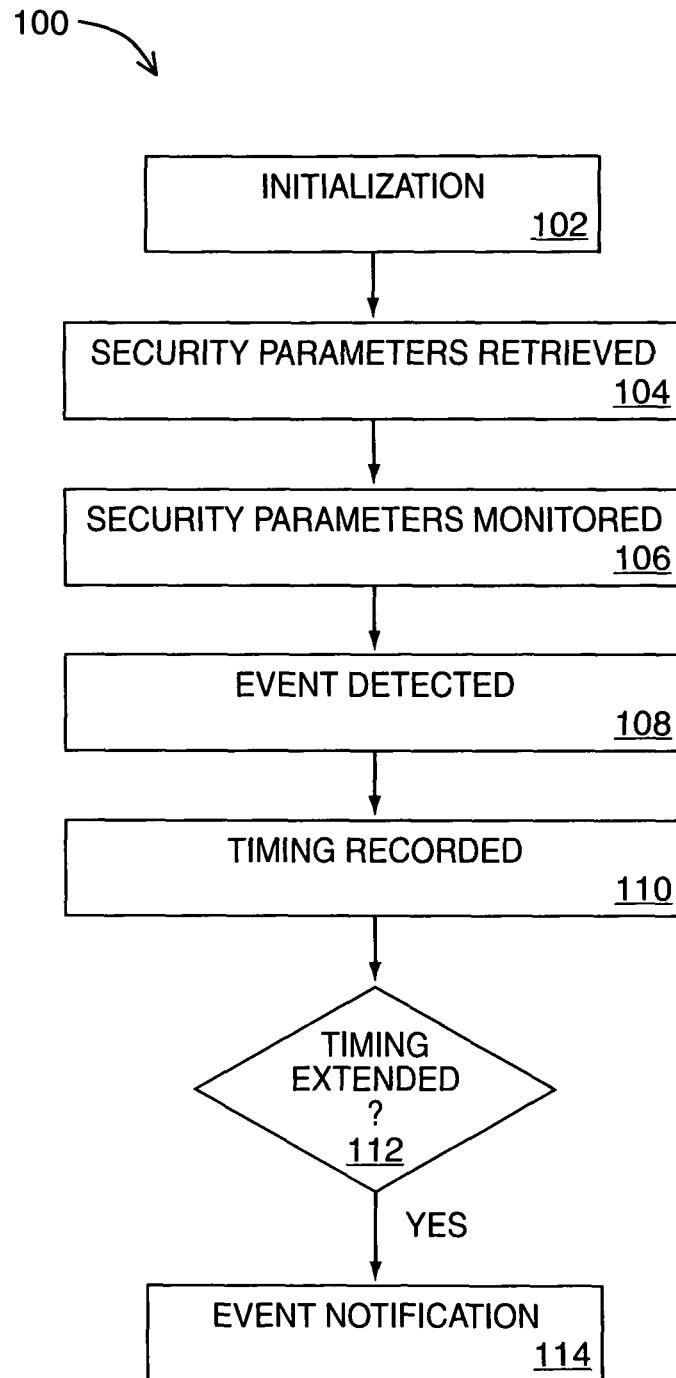 100
INITIALIZATION
102
SECURITY PARAMETERS RETRIEVED
104
SECURITY PARAMETERS MONITORED
106
EVENT DETECTED
108
TIMING RECORDED
110
TIMING
EXTENDED
?
112
YES
EVENT NOTIFICATION
114